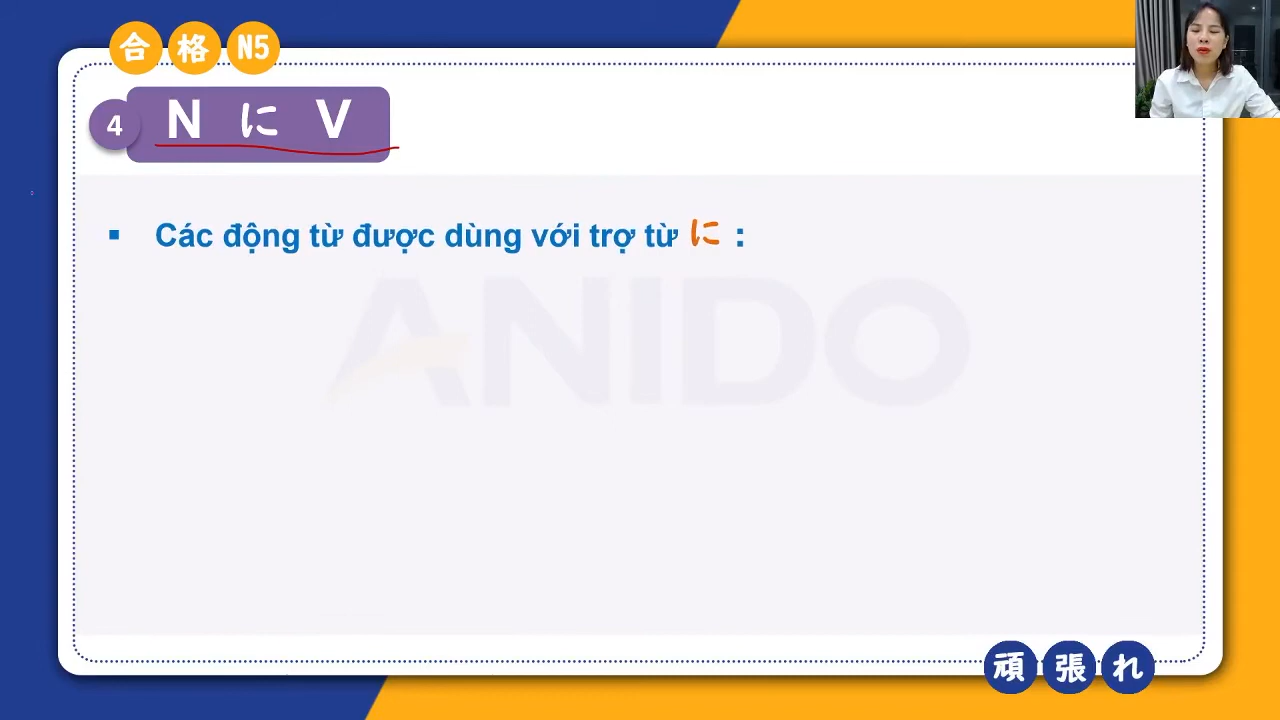 合格 N5
4 N に V
▪ Các động từ được dùng với trợ từ に :
ANIDO
頑張れ